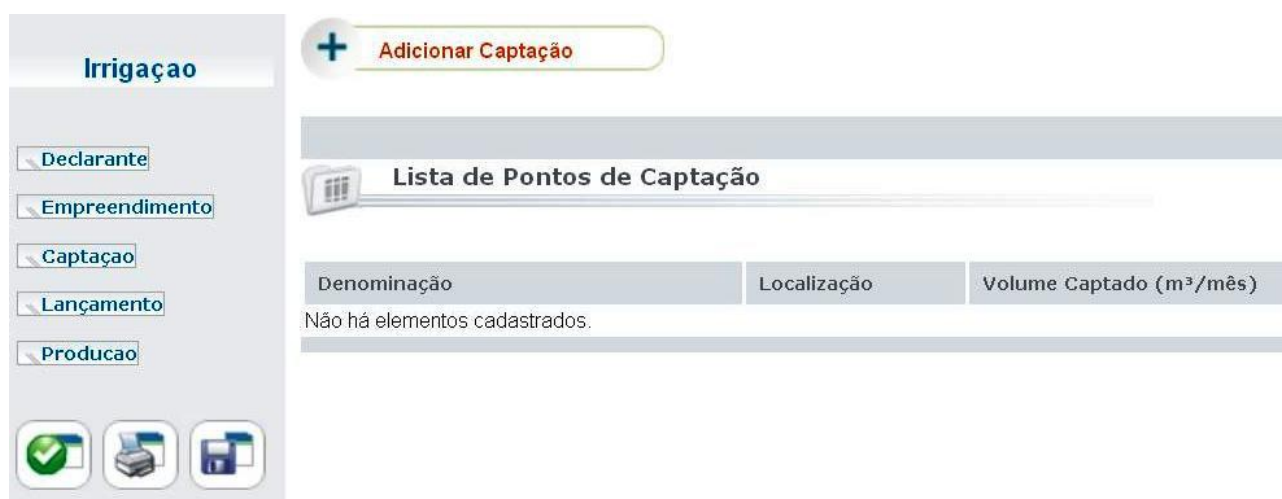 Irrigaçao
Declarante
Empreendimento
Captaçao
Lançamento
Producao
Adicionar Captação
Lista de Pontos de Captação
Denominação Localização Volume Captado (m³/mês)
Não há elementos cadastrados.